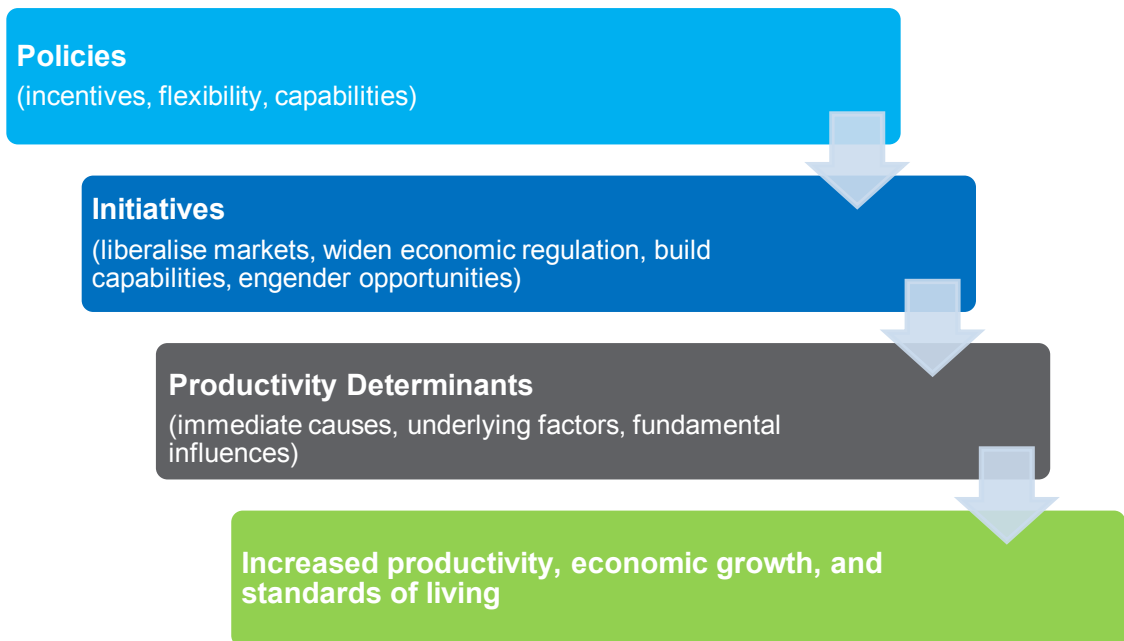 Policies
(incentives, flexibility, capabilities)
Initiatives
(liberalise markets, widen economic regulation, build
capabilities, engender opportunities)
Productivity Determinants
(immediate causes, underlying factors, fundamental
influences)
Increased productivity, economic growth, and
standards of living